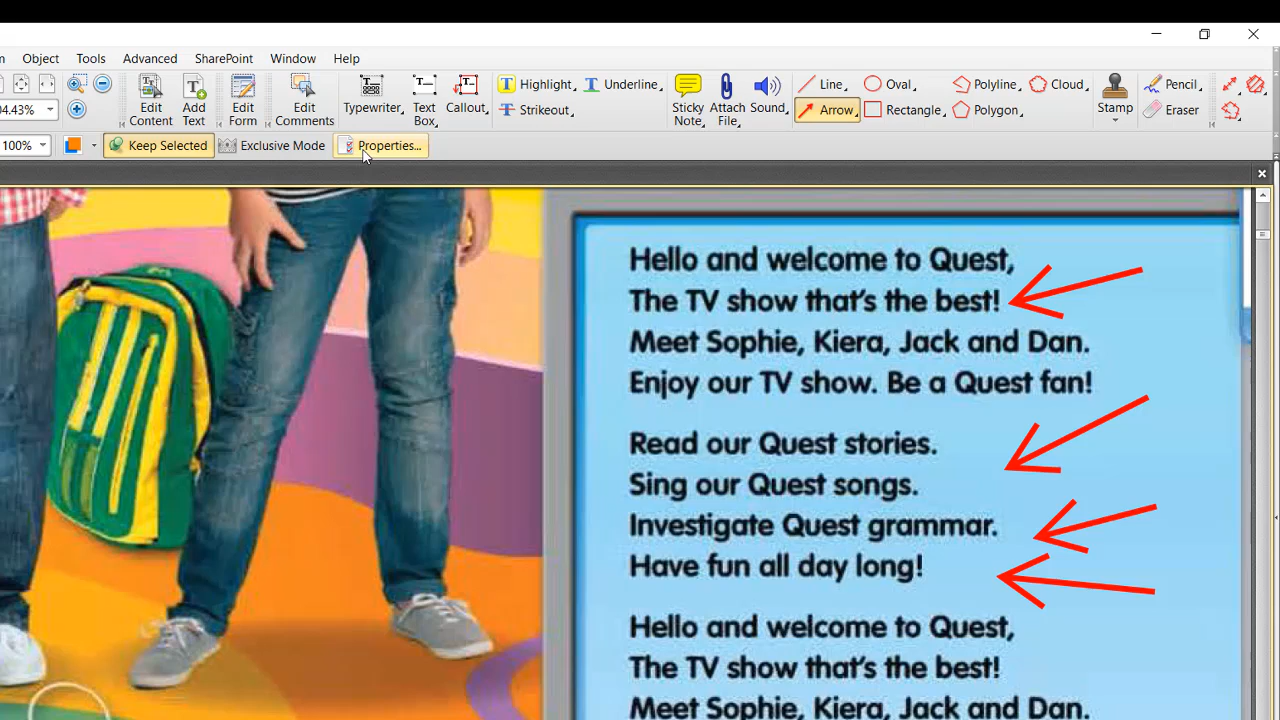 Object Tools Advanced SharePoint Window Help
Edit Content
Add Text
Edit Form
Edit Comments
Typewriter
Text Box
Callout
Highlight
Strikeout
Underline
Sticky Note
Attach File
Sound
Line
Arrow
Oval
Rectangle
Polyline
Polygon
Cloud
Stamp
Pencil
Eraser
04.43%
100% Keep Selected Exclusive Mode Properties...
Hello and welcome to Quest,
The TV show that's the best!
Meet Sophie, Kiera, Jack and Dan.
Enjoy our TV show. Be a Quest fan!
Read our Quest stories.
Sing our Quest songs.
Investigate Quest grammar.
Have fun all day long!
Hello and welcome to Quest,
The TV show that's the best!
Meet Sophie, Kiera, Jack and Dan.